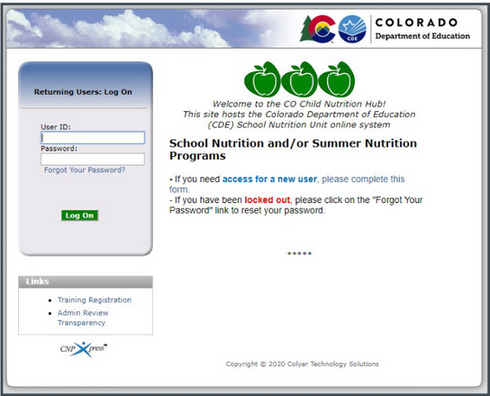 COLORADO
CDE
Department of Education
Returning Users: Log On
User ID:
Password:
Forgot Your Password?
Log On
Welcome to the CO Child Nutrition Hub!
This site hosts the Colorado Department of Education
(CDE) School Nutrition Unit online system
School Nutrition and/or Summer Nutrition
Programs
- If you need access for a new user, please complete this
form.
- If you have been locked out, please click on the "Forgot Your
Password" link to reset your password.
*****
Links
Training Registration
Admin Review
Transparency
CNP Xpress™
Copyright © 2020 Colyar Technology Solutions